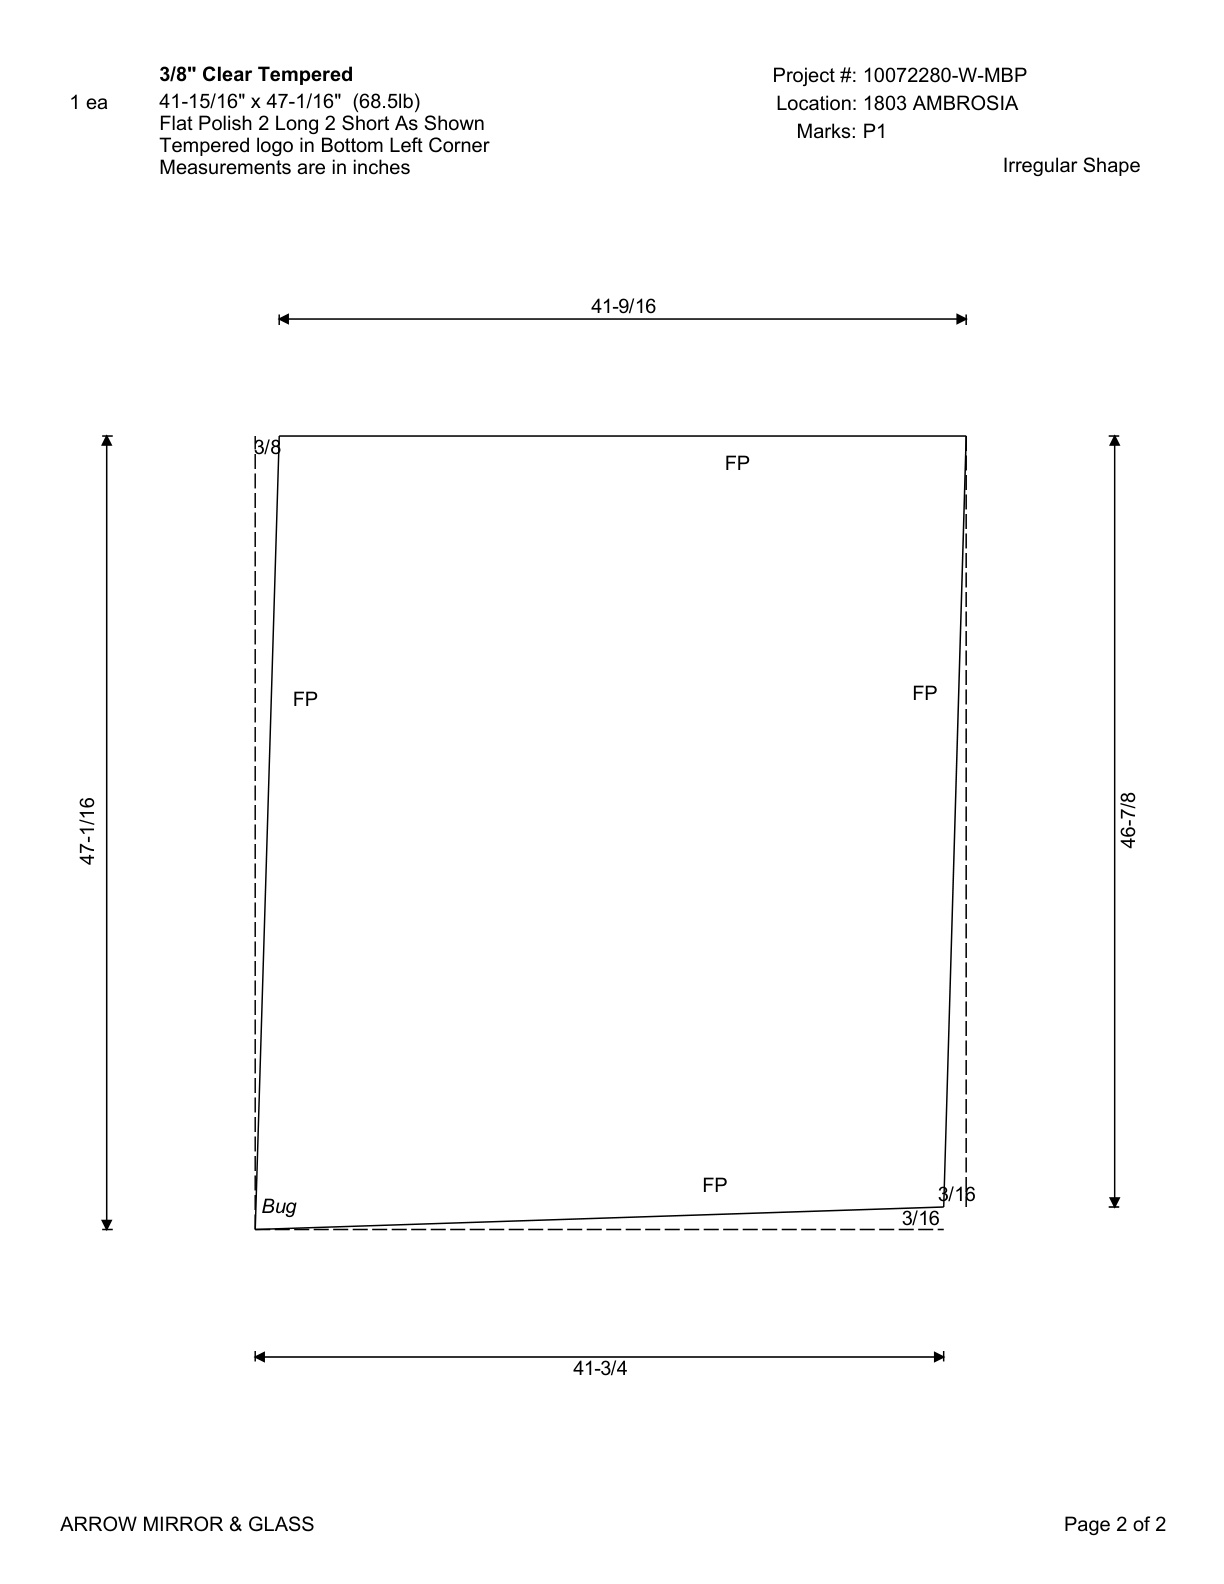 3/8" Clear Tempered
Project #: 10072280-W-MBP
1 ea
41-15/16" x 47-1/16" (68.5lb)
Location: 1803 AMBROSIA
Flat Polish 2 Long 2 Short As Shown
Marks: P1
Tempered logo in Bottom Left Corner
Measurements are in inches
Irregular Shape
41-9/16
3/8
FP
FP
FP
47-1/16
46-7/8
FP
3/16
Bug
3/16
41-3/4
ARROW MIRROR & GLASS
Page 2 of 2